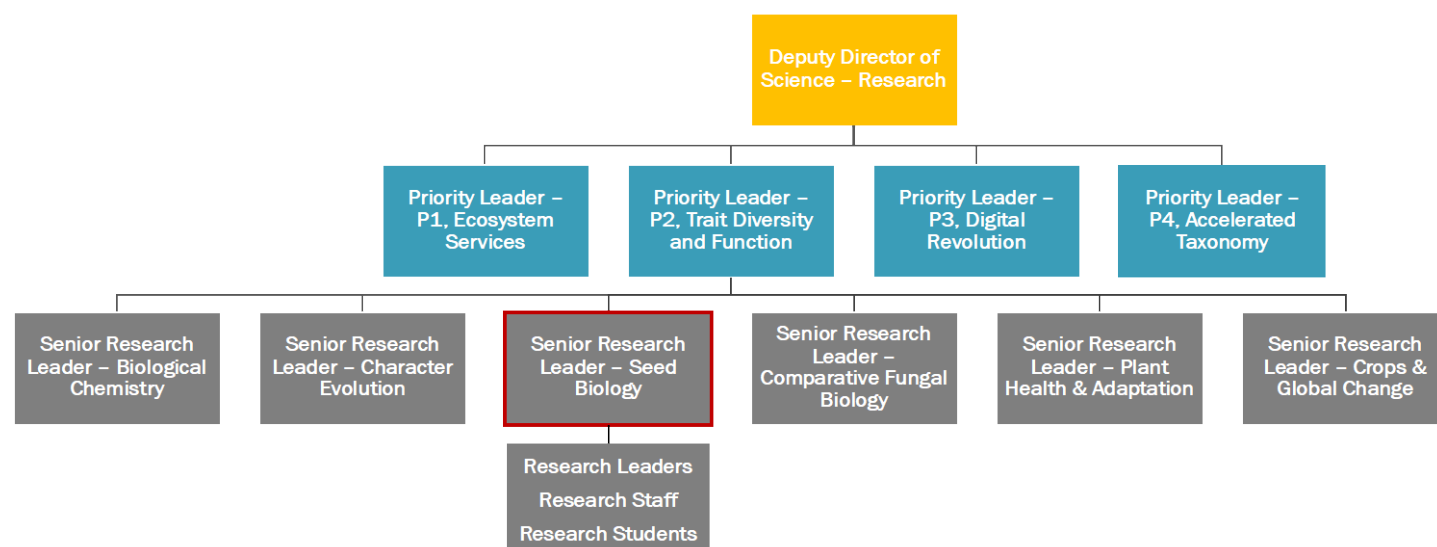 Deputy Director of
Science – Research
Priority Leader –
P1, Ecosystem
Services
Priority Leader –
P2, Trait Diversity
and Function
Priority Leader –
P3, Digital
Revolution
Priority Leader –
P4, Accelerated
Taxonomy
Senior Research
Leader – Biological
Chemistry
Senior Research
Leader – Character
Evolution
Senior Research
Leader – Seed
Biology
Senior Research
Leader –
Comparative Fungal
Biology
Senior Research
Leader – Plant
Health & Adaptation
Senior Research
Leader – Crops &
Global Change
Research Leaders
Research Staff
Research Students